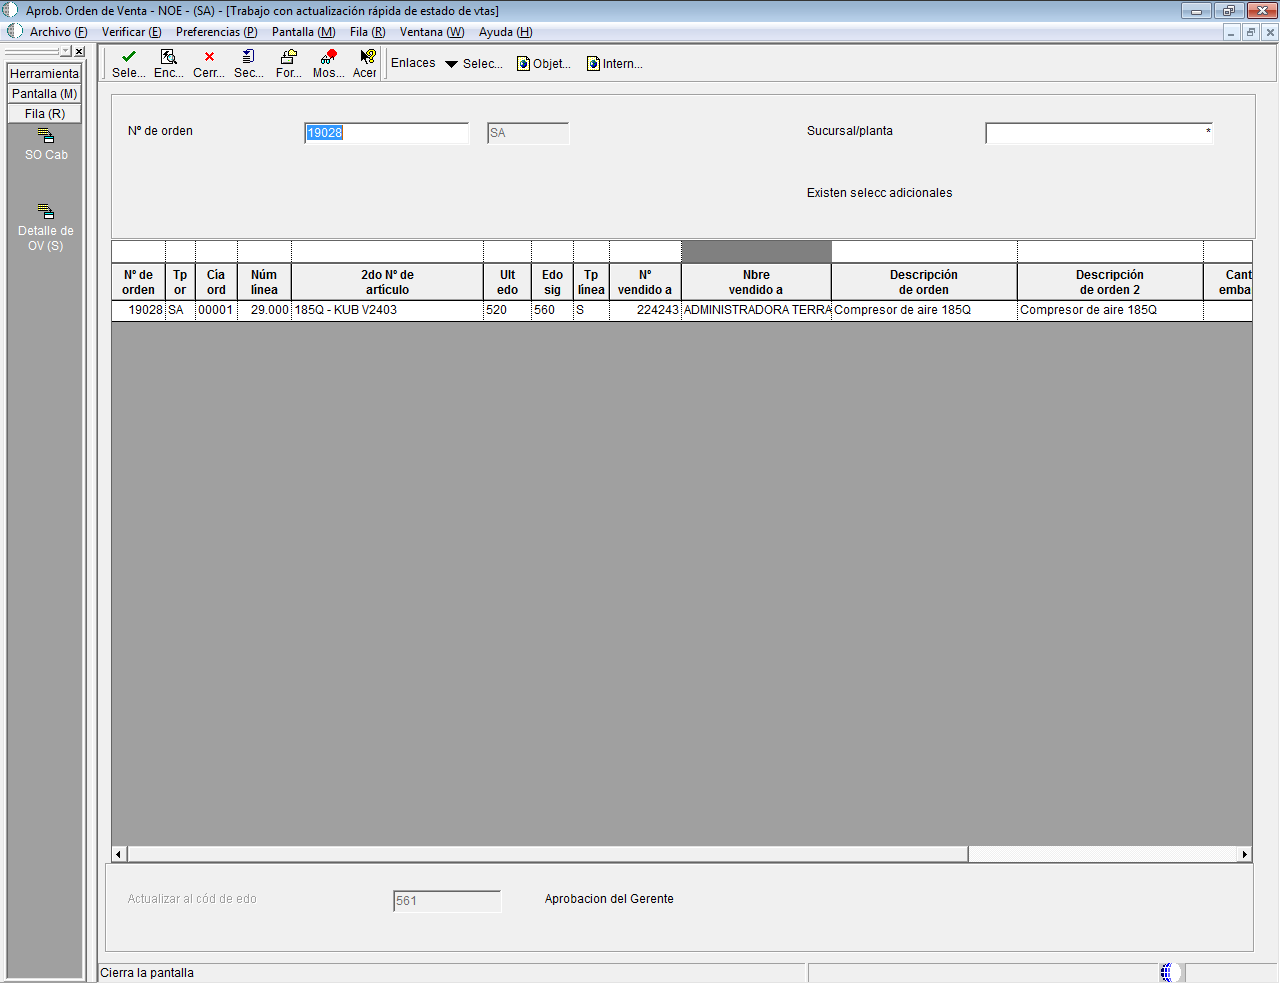 Aprob. Orden de Venta - NOE - (SA) - [Trabajo con actualización rápida de estado de vtas]
Archivo (F) Verificar (E) Preferencias (P) Pantalla (M) Fila (R) Ventana (W) Ayuda (H)
Sele... Enc... Cerr... Sec... For... Mos... Acer Enlaces Selec... Objet... Intern...
Herramienta
Pantalla (M)
Fila (R)
SO Cab
Detalle de
OV (S)
Nº de orden 19028 SA Sucursal/planta *
Existen selecc adicionales
Nº de Tp Cía Núm 2do Nº de Ult Edo Tp Nº Nbre Descripción Descripción Cant
orden or ord línea artículo edo sig línea vendido a vendido a de orden de orden 2 emba
19028 SA 00001 29.000 185Q - KUB V2403 520 560 S 224243 ADMINISTRADORA TERRA Compresor de aire 185Q Compresor de aire 185Q
Actualizar al cód de edo 561 Aprobacion del Gerente
Cierra la pantalla